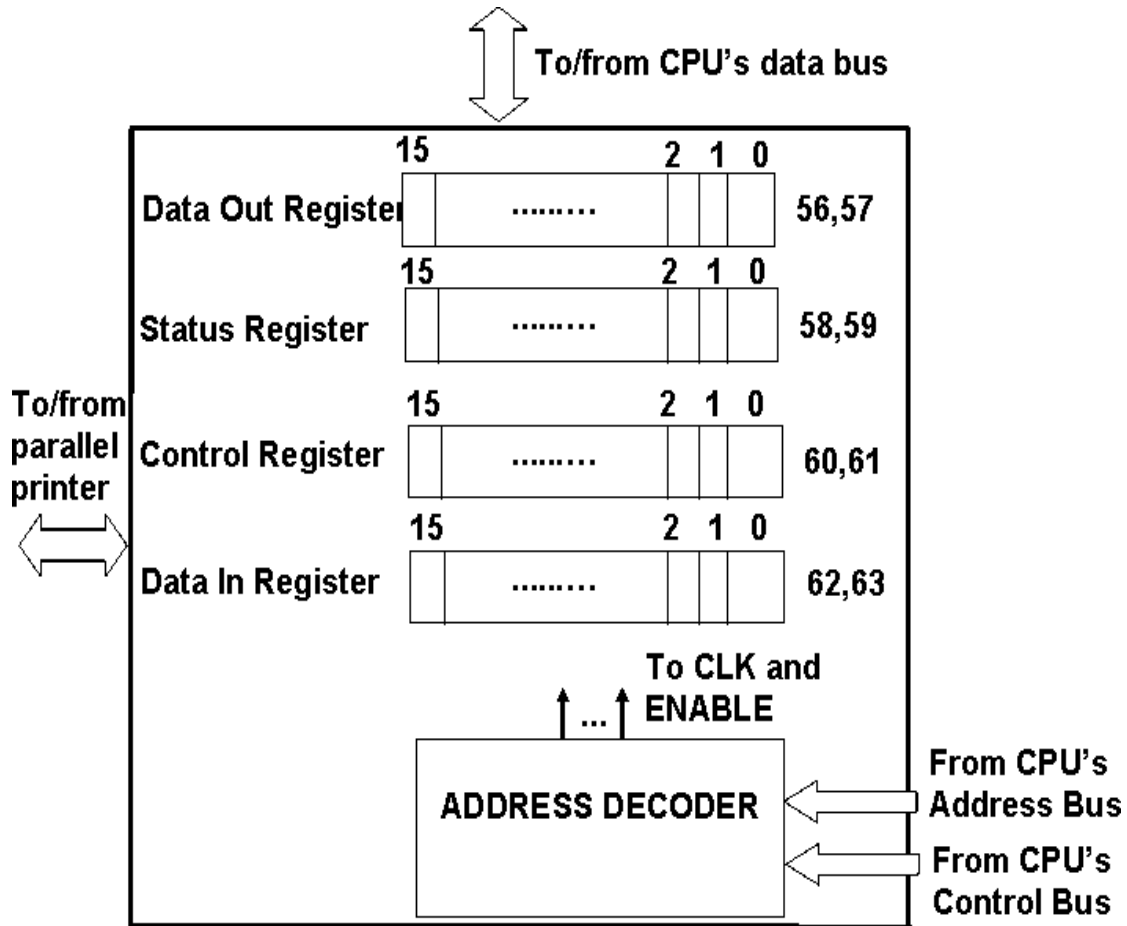 To/from CPU's data bus
15 2 1 0
Data Out Register ......... 56,57
15 2 1 0
Status Register ......... 58,59
To/from
parallel
printer
15 2 1 0
Control Register ......... 60,61
15 2 1 0
Data In Register ......... 62,63
To CLK and
ENABLE
...
ADDRESS DECODER
From CPU's
Address Bus
From CPU's
Control Bus